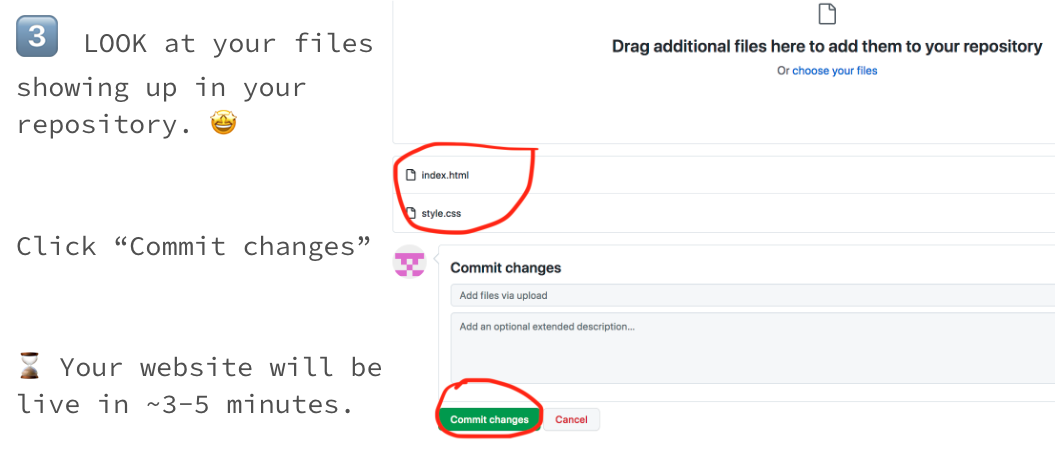 3 LOOK at your files
showing up in your
repository. 🤩
Click “Commit changes”
⌛ Your website will be
live in ~3-5 minutes.
Drag additional files here to add them to your repository
Or choose your files
index.html
style.css
Commit changes
Add files via upload
Add an optional extended description...
Commit changes
Cancel